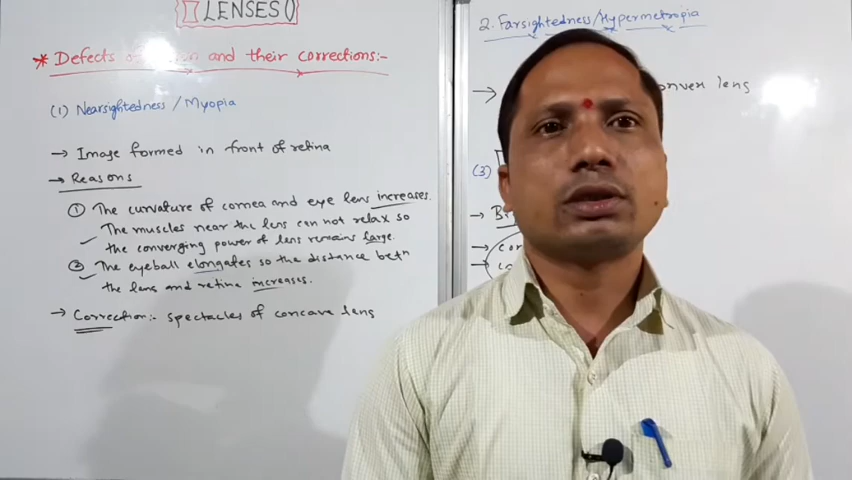 LENSES()
* Defects of and their corrections:-
(1) Nearsightedness / Myopia
→ Image formed in front of retina
→ Reasons
① The curvature of cornea and eye lens increases.
The muscles near the lens can not relax so
the converging power of lens remains large.
② The eyeball elongates so the distance betn
the lens and retina increases.
→ Correction:- spectacles of concave lens
2. Farsightedness/Hypermetropia
→ convex lens
(3)
→
→ co